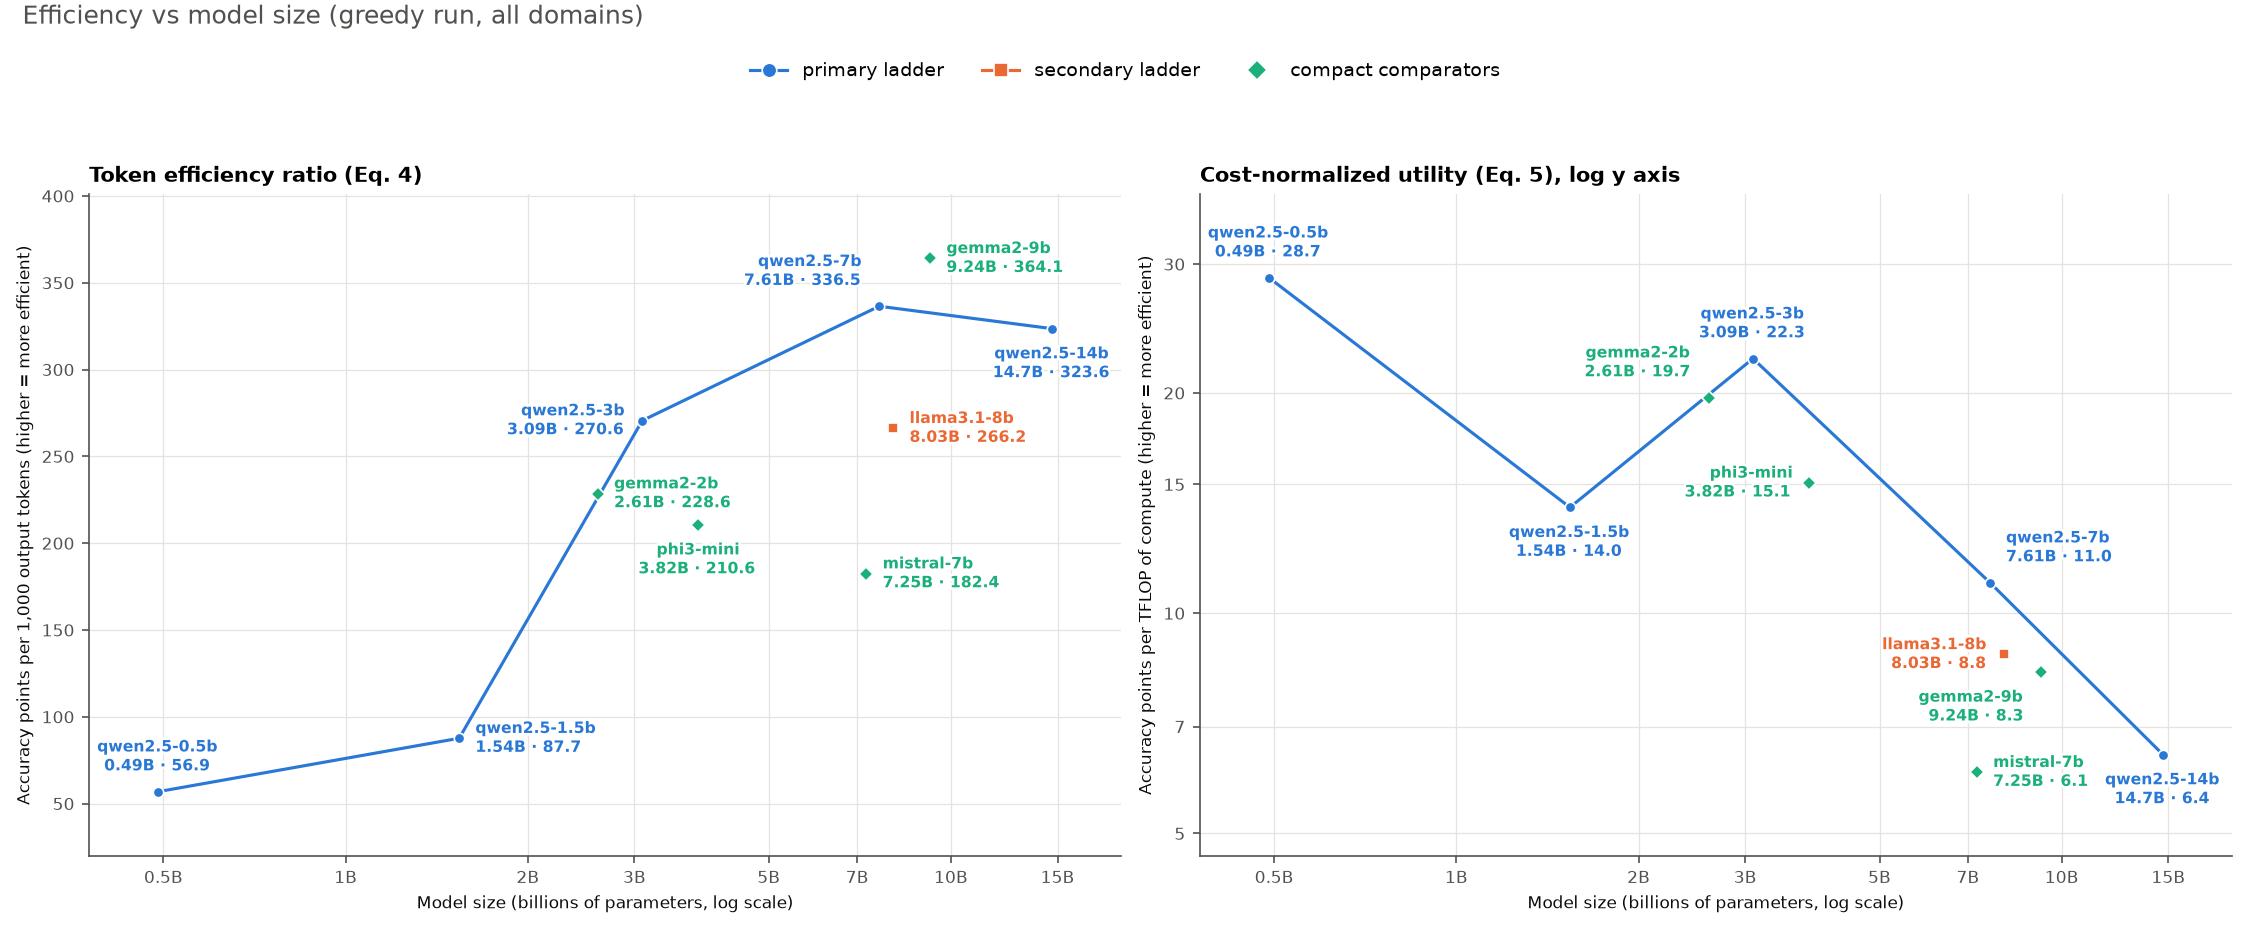 Efficiency vs model size (greedy run, all domains)
primary ladder
secondary ladder
compact comparators
Token efficiency ratio (Eq. 4)
Accuracy points per 1,000 output tokens (higher = more efficient)
400
350
300
250
200
150
100
50
qwen2.5-0.5b
0.49B · 56.9
qwen2.5-1.5b
1.54B · 87.7
qwen2.5-3b
3.09B · 270.6
qwen2.5-7b
7.61B · 336.5
qwen2.5-14b
14.7B · 323.6
gemma2-9b
9.24B · 364.1
llama3.1-8b
8.03B · 266.2
gemma2-2b
2.61B · 228.6
phi3-mini
3.82B · 210.6
mistral-7b
7.25B · 182.4
0.5B
1B
2B
3B
5B
7B
10B
15B
Model size (billions of parameters, log scale)
Cost-normalized utility (Eq. 5), log y axis
Accuracy points per TFLOP of compute (higher = more efficient)
30
20
15
10
7
5
qwen2.5-0.5b
0.49B · 28.7
qwen2.5-1.5b
1.54B · 14.0
qwen2.5-3b
3.09B · 22.3
gemma2-2b
2.61B · 19.7
phi3-mini
3.82B · 15.1
qwen2.5-7b
7.61B · 11.0
llama3.1-8b
8.03B · 8.8
gemma2-9b
9.24B · 8.3
mistral-7b
7.25B · 6.1
qwen2.5-14b
14.7B · 6.4
0.5B
1B
2B
3B
5B
7B
10B
15B
Model size (billions of parameters, log scale)